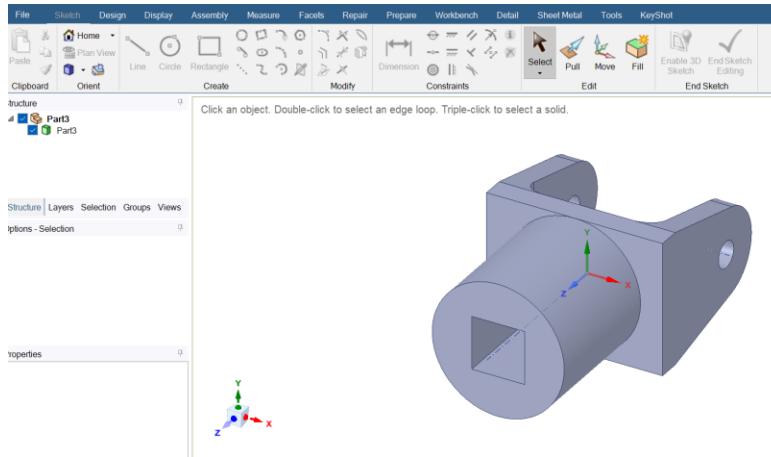 File Sketch Design Display Assembly Measure Facets Repair Prepare Workbench Detail Sheet Metal Tools KeyShot
Home
Plan View
Paste
Line Circle Rectangle
Dimension
Select Pull Move Fill
Enable 3D Sketch
End Sketch Editing
Clipboard Orient Create Modify Constraints Edit End Sketch
tructure
Click an object. Double-click to select an edge loop. Triple-click to select a solid.
Part3
Part3
Structure Layers Selection Groups Views
ptions - Selection
Y
X
Z
roperties
Y
X
Z